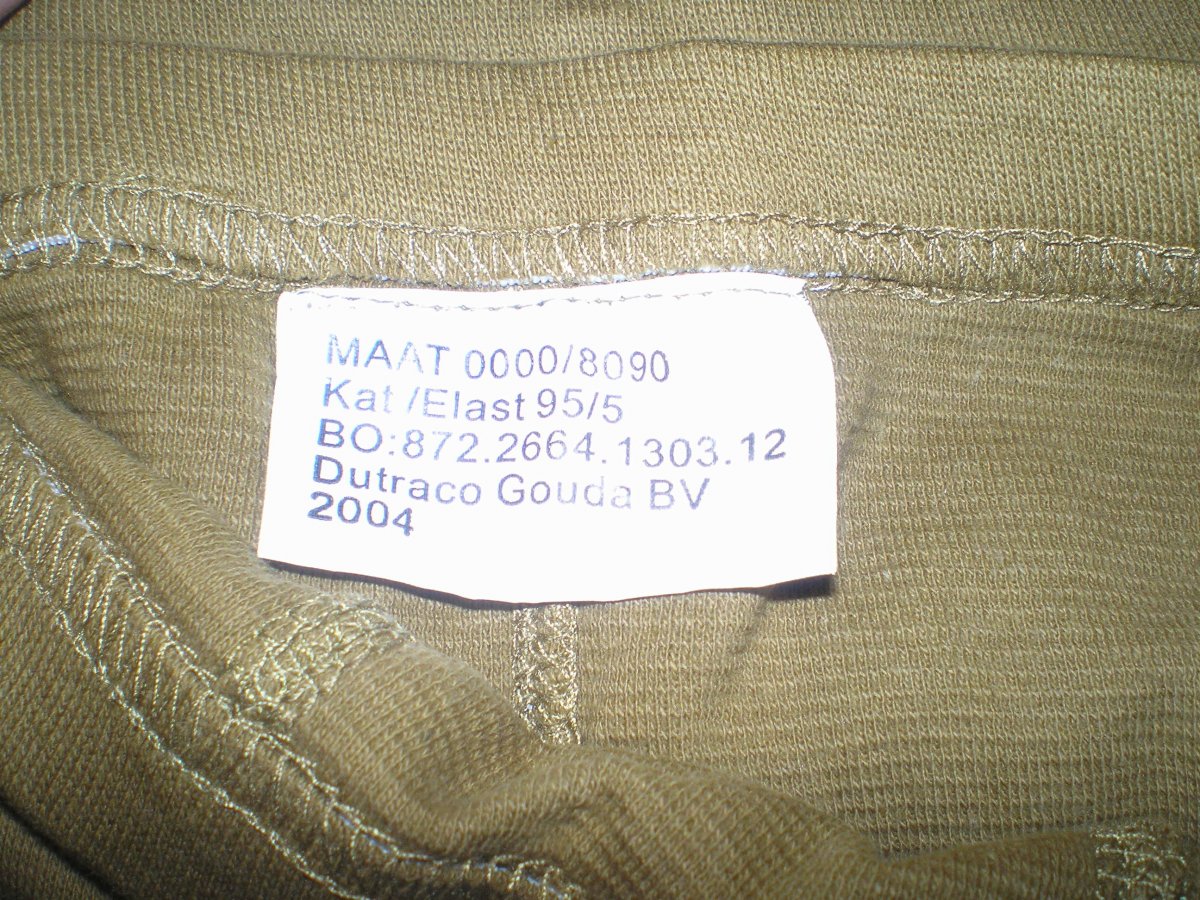 MAAT 0000/8090
Kat /Elast 95/5
BO:872.2664.1303.12
Dutraco Gouda BV
2004